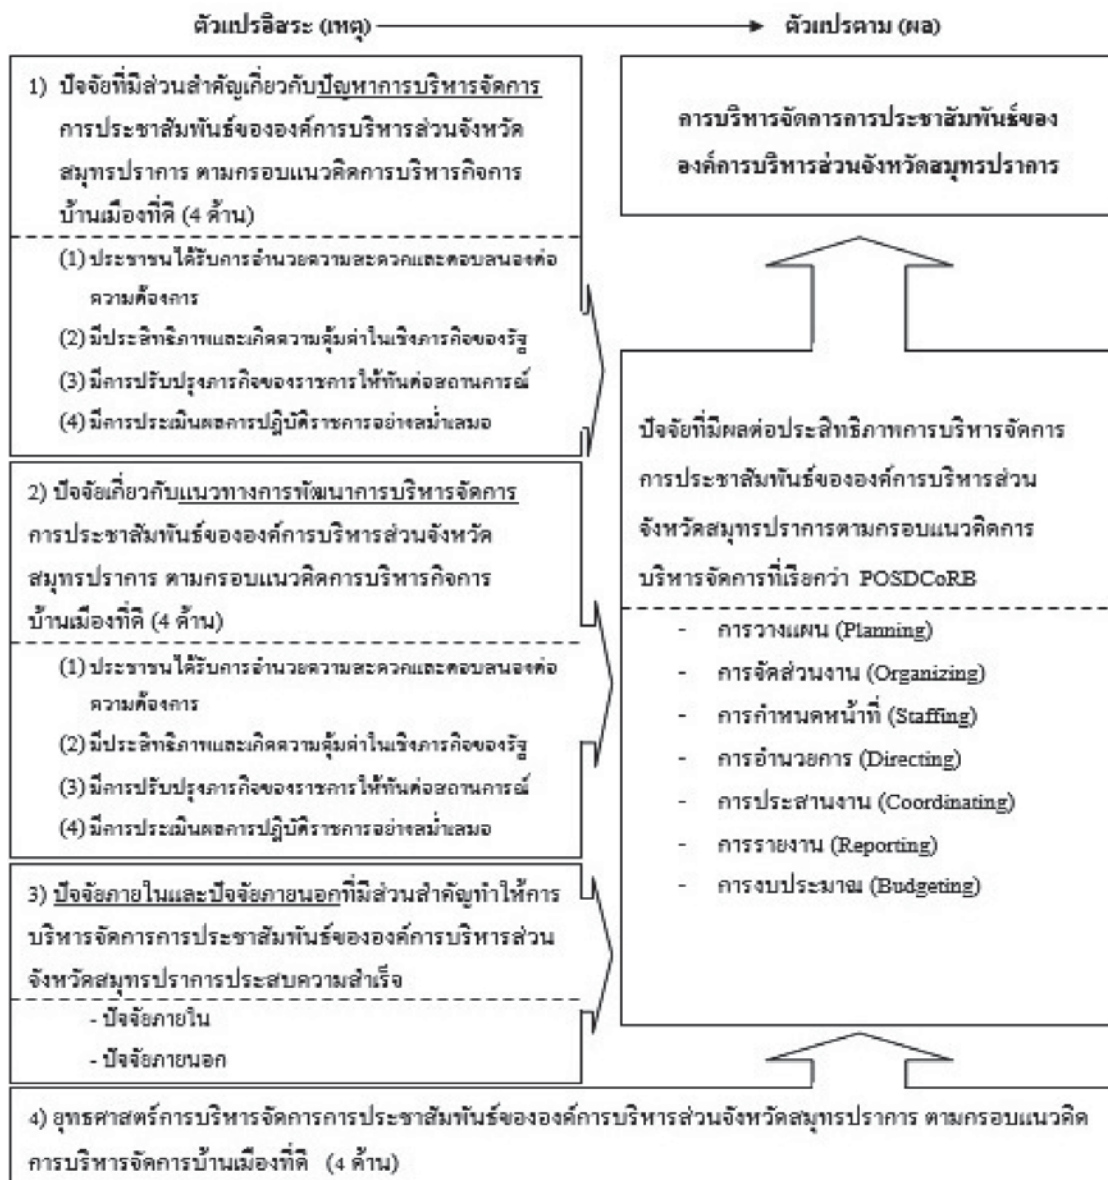 ตัวแปรอิสระ (เหตุ)
ตัวแปรตาม (ผล)
1) ปัจจัยที่มีส่วนสำคัญเกี่ยวกับปัญหาการบริหารจัดการ
การประชาสัมพันธ์ขององค์การบริหารส่วนจังหวัด
สมุทรปราการ ตามกรอบแนวคิดการบริหารกิจการ
บ้านเมืองที่ดี (4 ด้าน)
(1) ประชาชนได้รับการอำนวยความสะดวกและตอบสนองต่อ
ความต้องการ
(2) มีประสิทธิภาพและเกิดความคุ้มค่าในเชิงภารกิจของรัฐ
(3) มีการปรับปรุงภารกิจของราชการให้ทันต่อสถานการณ์
(4) มีการประเมินผลการปฏิบัติราชการอย่างสม่ำเสมอ
2) ปัจจัยเกี่ยวกับแนวทางการพัฒนาการบริหารจัดการ
การประชาสัมพันธ์ขององค์การบริหารส่วนจังหวัด
สมุทรปราการ ตามกรอบแนวคิดการบริหารกิจการ
บ้านเมืองที่ดี (4 ด้าน)
(1) ประชาชนได้รับการอำนวยความสะดวกและตอบสนองต่อ
ความต้องการ
(2) มีประสิทธิภาพและเกิดความคุ้มค่าในเชิงภารกิจของรัฐ
(3) มีการปรับปรุงภารกิจของราชการให้ทันต่อสถานการณ์
(4) มีการประเมินผลการปฏิบัติราชการอย่างสม่ำเสมอ
3) ปัจจัยภายในและปัจจัยภายนอกที่มีส่วนสำคัญทำให้การ
บริหารจัดการการประชาสัมพันธ์ขององค์การบริหารส่วน
จังหวัดสมุทรปราการประสบความสำเร็จ
- ปัจจัยภายใน
- ปัจจัยภายนอก
การบริหารจัดการการประชาสัมพันธ์ของ
องค์การบริหารส่วนจังหวัดสมุทรปราการ
ปัจจัยที่มีผลต่อประสิทธิภาพการบริหารจัดการ
การประชาสัมพันธ์ขององค์การบริหารส่วน
จังหวัดสมุทรปราการตามกรอบแนวคิดการ
บริหารจัดการที่เรียกว่า POSDCoRB
- การวางแผน (Planning)
- การจัดส่วนงาน (Organizing)
- การกำหนดหน้าที่ (Staffing)
- การอำนวยการ (Directing)
- การประสานงาน (Coordinating)
- การรายงาน (Reporting)
- การงบประมาณ (Budgeting)
4) ยุทธศาสตร์การบริหารจัดการการประชาสัมพันธ์ขององค์การบริหารส่วนจังหวัดสมุทรปราการ ตามกรอบแนวคิด
การบริหารจัดการบ้านเมืองที่ดี (4 ด้าน)